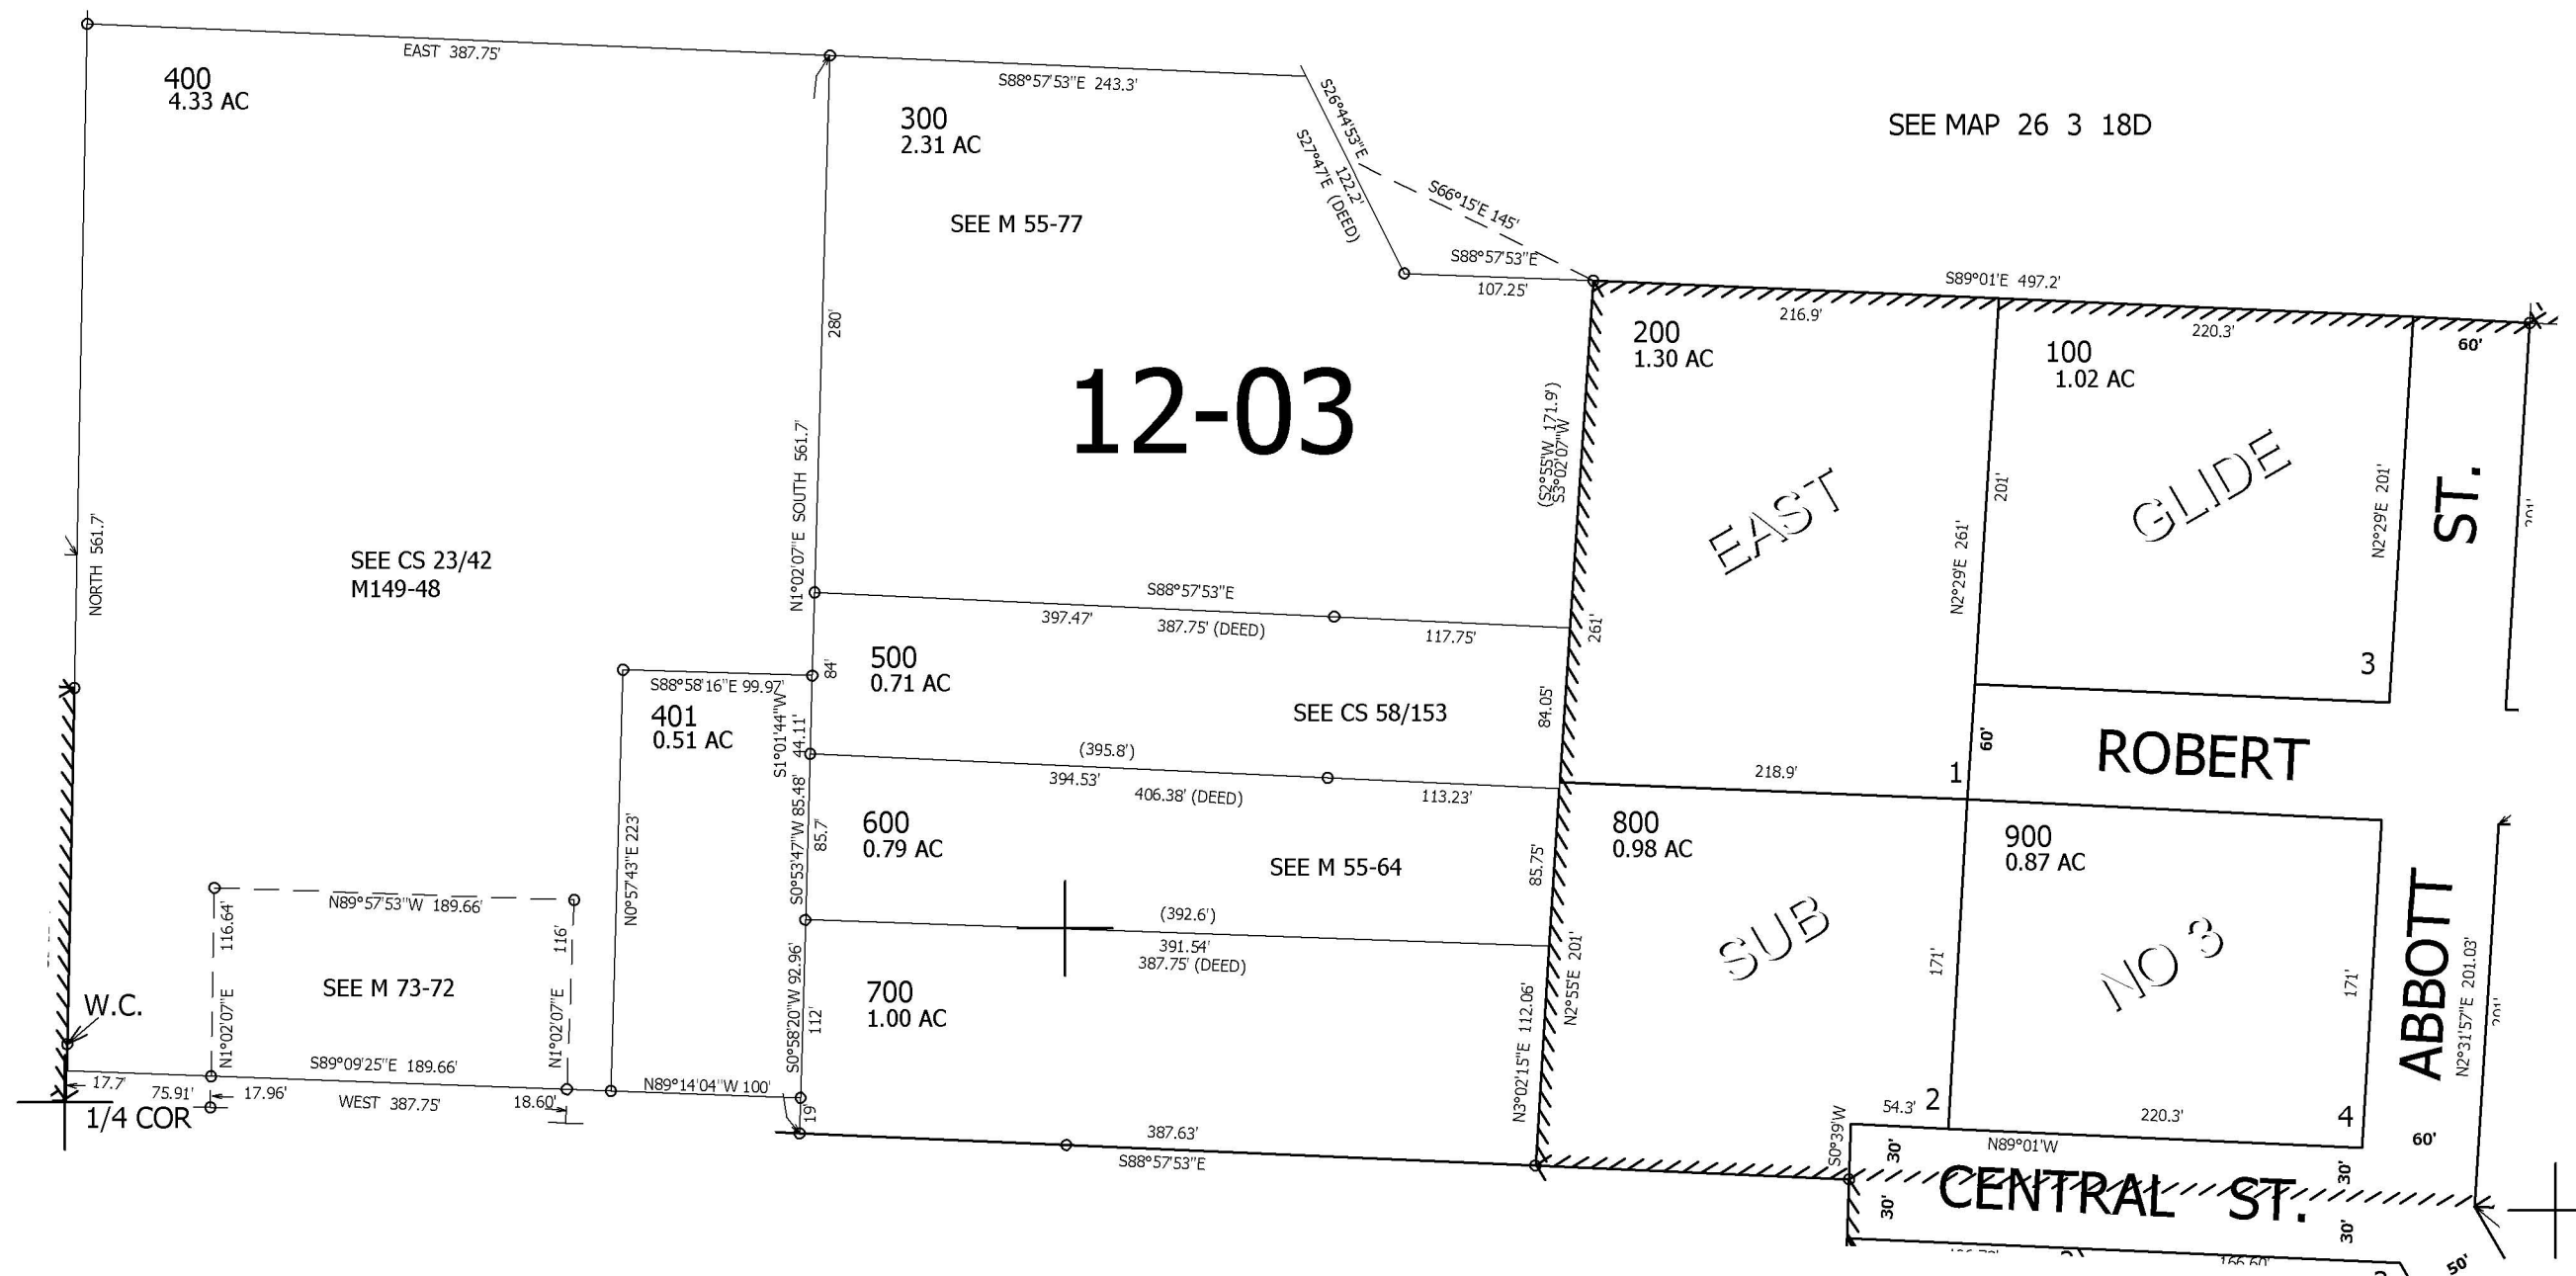 EAST 387.75'
400
4.33 AC
S88°57'53"E 243.3'
300
2.31 AC
S26°44'53"E
122.2'
S27°47'E (DEED)
SEE MAP 26 3 18D
SEE M 55-77
S66°15'E 145'
S88°57'53"E
107.25'
S89°01'E 497.2'
216.9'
220.3'
60'
200
1.30 AC
100
1.02 AC
280'
12-03
(S2°55'W 171.9')
S3°02'07"W
EAST
GLIDE
201'
N2°29'E 201'
ST.
201'
NORTH 561.7'
SEE CS 23/42
M149-48
N1°02'07"E SOUTH 561.7'
N2°29'E 261'
S88°57'53"E
397.47'
387.75' (DEED)
117.75'
261'
S88°58'16"E 99.97'
84'
500
0.71 AC
3
401
0.51 AC
S1°01'44"W
44.11'
SEE CS 58/153
84.05'
60'
ROBERT
(395.8')
394.53'
406.38' (DEED)
113.23'
218.9'
1
N0°57'43"E 223'
S0°53'47"W 85.48'
85.7'
600
0.79 AC
SEE M 55-64
85.75'
800
0.98 AC
900
0.87 AC
N89°57'53"W 189.66'
116.64'
116'
(392.6')
391.54'
387.75' (DEED)
SUB
NO 3
171'
171'
ABBOTT
N2°31'57"E 201.03'
201'
SEE M 73-72
N1°02'07"E
N1°02'07"E
S0°58'20"W 92.96'
112'
700
1.00 AC
N2°55'E 201'
N3°02'15"E 112.06'
W.C.
S89°09'25"E 189.66'
17.7'
75.91'
17.96'
WEST 387.75'
18.60'
N89°14'04"W 100'
19'
1/4 COR
387.63'
S88°57'53"E
54.3'
2
220.3'
4
S0°39'W
30'
N89°01'W
30'
60'
CENTRAL ST.
30'
30'
166.60'
50'